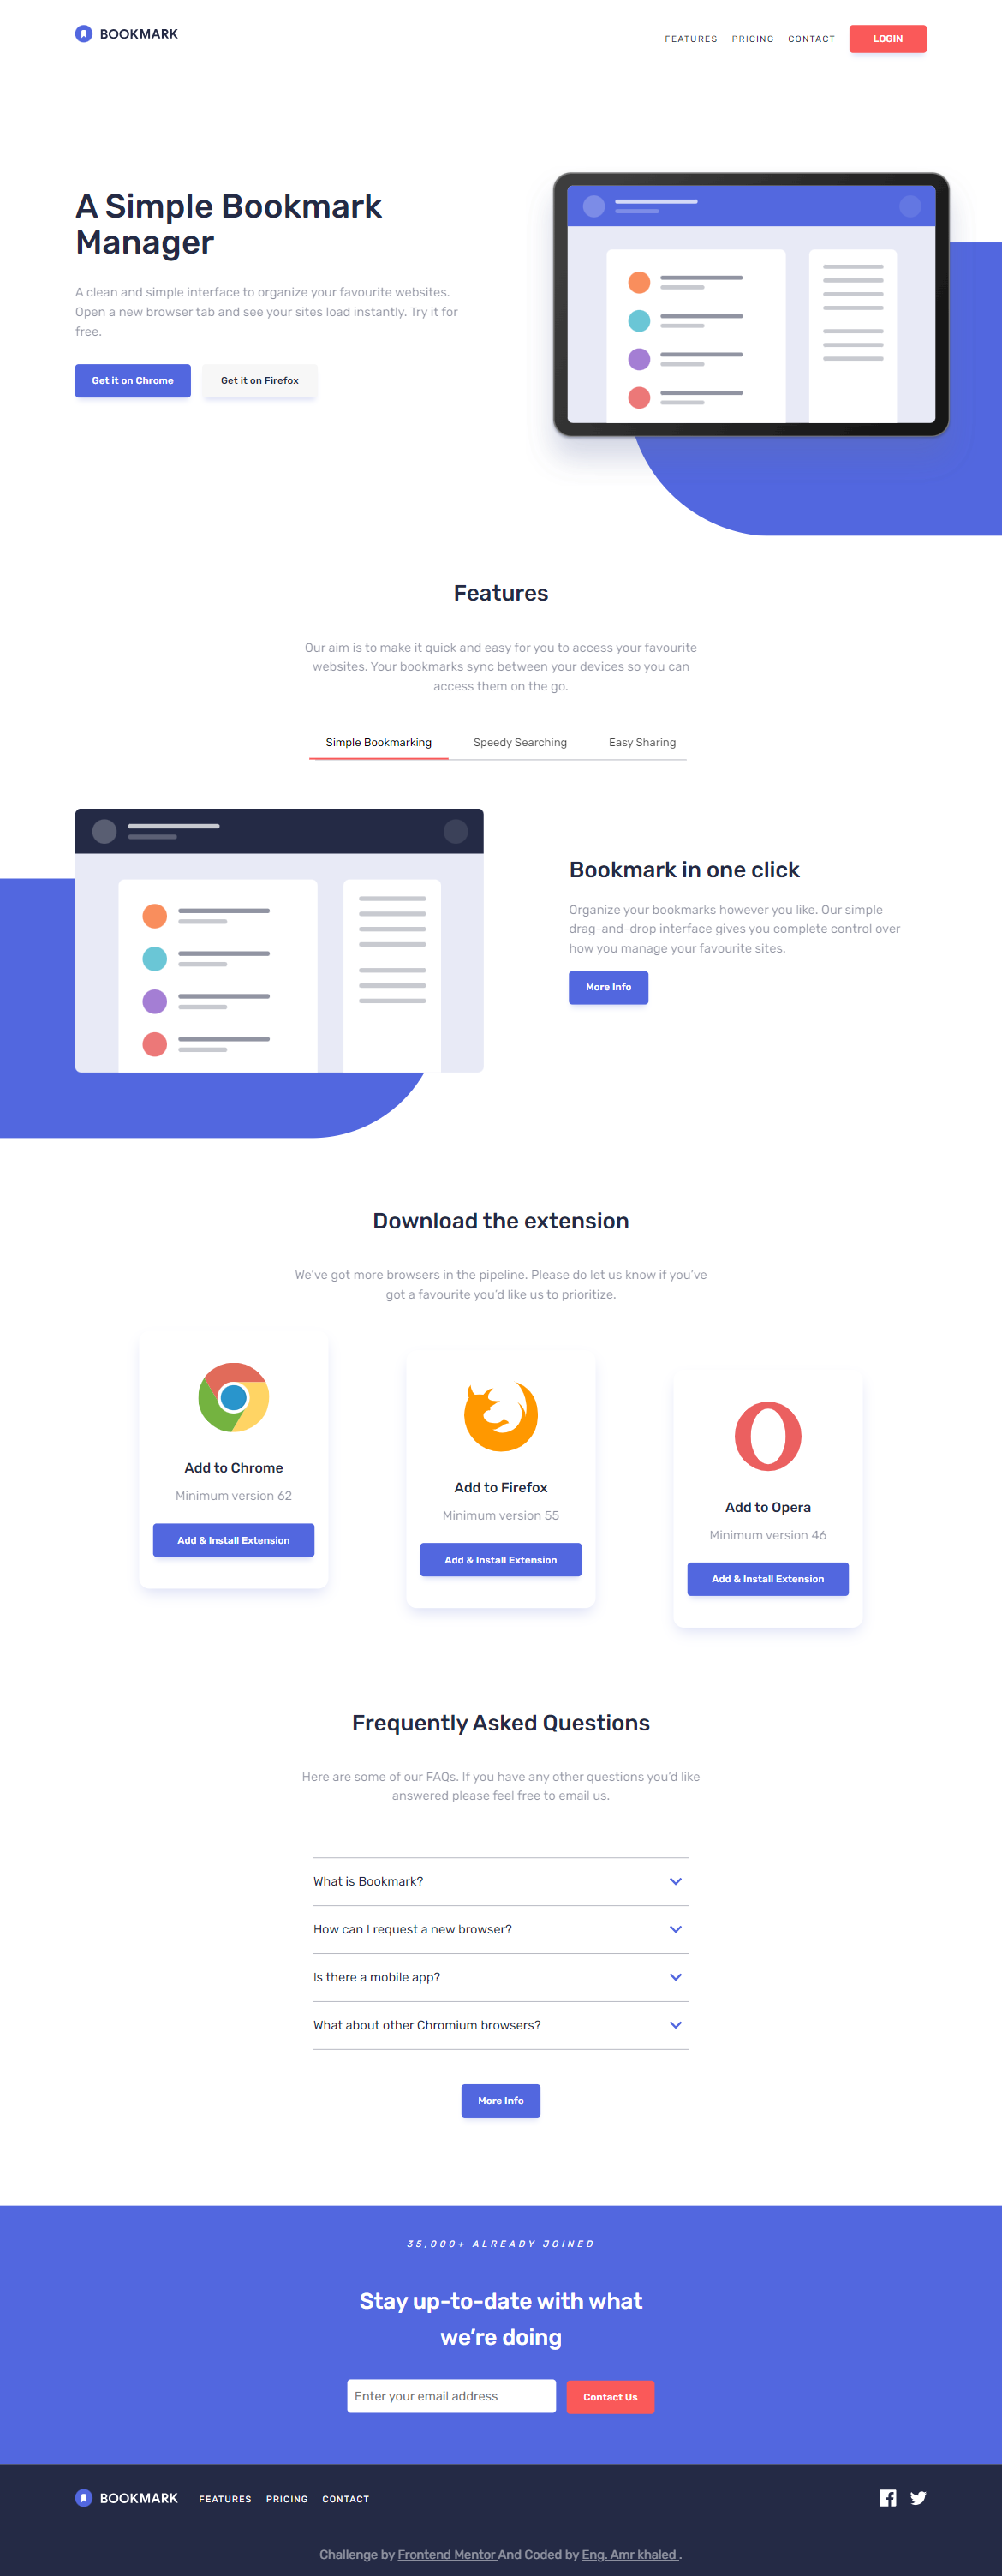 BOOKMARK
FEATURES PRICING CONTACT LOGIN
A Simple Bookmark
Manager
A clean and simple interface to organize your favourite websites.
Open a new browser tab and see your sites load instantly. Try it for
free.
Get it on Chrome Get it on Firefox
Features
Our aim is to make it quick and easy for you to access your favourite
websites. Your bookmarks sync between your devices so you can
access them on the go.
Simple Bookmarking Speedy Searching Easy Sharing
Bookmark in one click
Organize your bookmarks however you like. Our simple
drag-and-drop interface gives you complete control over
how you manage your favourite sites.
More Info
Download the extension
We’ve got more browsers in the pipeline. Please do let us know if you’ve
got a favourite you’d like us to prioritize.
Add to Chrome
Minimum version 62
Add & Install Extension
Add to Firefox
Minimum version 55
Add & Install Extension
Add to Opera
Minimum version 46
Add & Install Extension
Frequently Asked Questions
Here are some of our FAQs. If you have any other questions you’d like
answered please feel free to email us.
What is Bookmark?
How can I request a new browser?
Is there a mobile app?
What about other Chromium browsers?
More Info
35,000+ ALREADY JOINED
Stay up-to-date with what
we’re doing
Enter your email address Contact Us
BOOKMARK FEATURES PRICING CONTACT
Challenge by Frontend Mentor And Coded by Eng. Amr khaled .